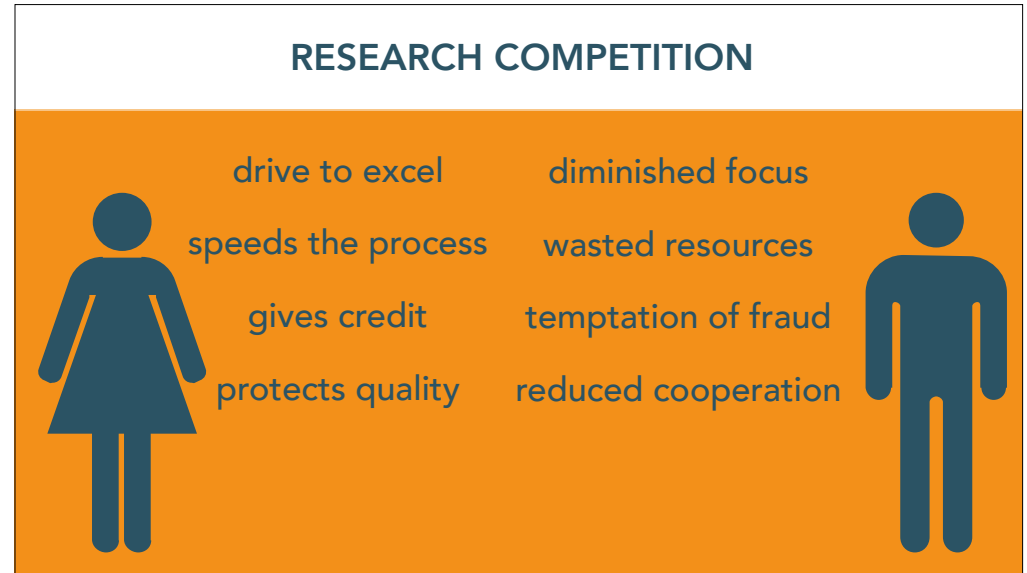 RESEARCH COMPETITION
drive to excel
speeds the process
gives credit
protects quality
diminished focus
wasted resources
temptation of fraud
reduced cooperation